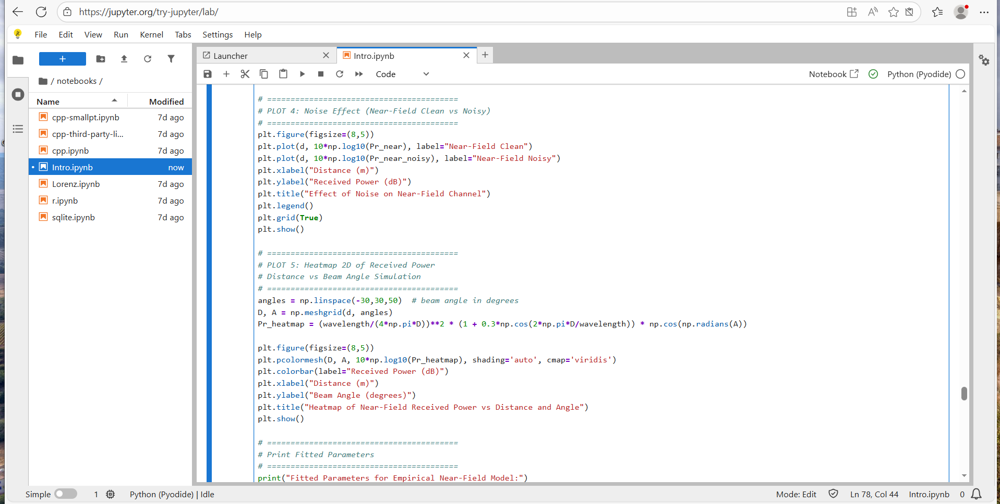 https://jupyter.org/try-jupyter/lab/
File Edit View Run Kernel Tabs Settings Help
/ notebooks /
Name Modified
cpp-smallpt.ipynb 7d ago
cpp-third-party-li... 7d ago
cpp.ipynb 7d ago
Intro.ipynb now
Lorenz.ipynb 7d ago
r.ipynb 7d ago
sqlite.ipynb 7d ago
Launcher Intro.ipynb
Code Notebook Python (Pyodide)
# =========================================
# PLOT 4: Noise Effect (Near-Field Clean vs Noisy)
# =========================================
plt.figure(figsize=(8,5))
plt.plot(d, 10*np.log10(Pr_near), label="Near-Field Clean")
plt.plot(d, 10*np.log10(Pr_near_noisy), label="Near-Field Noisy")
plt.xlabel("Distance (m)")
plt.ylabel("Received Power (dB)")
plt.title("Effect of Noise on Near-Field Channel")
plt.legend()
plt.grid(True)
plt.show()
# =========================================
# PLOT 5: Heatmap 2D of Received Power
# Distance vs Beam Angle Simulation
# =========================================
angles = np.linspace(-30,30,50)  # beam angle in degrees
D, A = np.meshgrid(d, angles)
Pr_heatmap = (wavelength/(4*np.pi*D))**2 * (1 + 0.3*np.cos(2*np.pi*D/wavelength)) * np.cos(np.radians(A))
plt.figure(figsize=(8,5))
plt.pcolormesh(D, A, 10*np.log10(Pr_heatmap), shading='auto', cmap='viridis')
plt.colorbar(label="Received Power (dB)")
plt.xlabel("Distance (m)")
plt.ylabel("Beam Angle (degrees)")
plt.title("Heatmap of Near-Field Received Power vs Distance and Angle")
plt.show()
# =========================================
# Print Fitted Parameters
# =========================================
print("Fitted Parameters for Empirical Near-Field Model:")
Simple 1 Python (Pyodide) | Idle Mode: Edit Ln 78, Col 44 Intro.ipynb 0